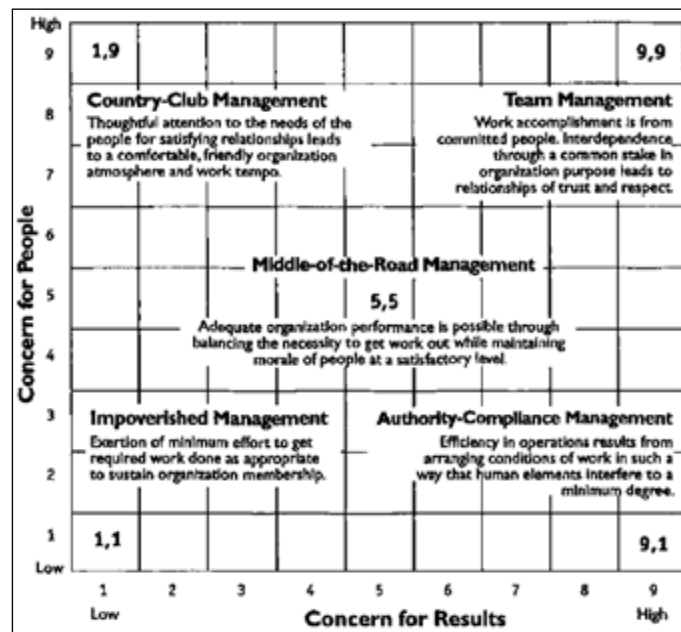 High
9
1,9
9,9
Country-Club Management
Thoughtful attention to the needs of the
people for satisfying relationships leads
to a comfortable, friendly organization
atmosphere and work tempo.
Team Management
Work accomplishment is from
committed people. Interdependence
through a common stake in
organization purpose leads to
relationships of trust and respect.
8
7
6
Concern for People
Middle-of-the-Road Management
5
5,5
Adequate organization performance is possible through
balancing the necessity to get work out while maintaining
morale of people at a satisfactory level.
4
3
Impoverished Management
Exertion of minimum effort to get
required work done as appropriate
to sustain organization membership.
Authority-Compliance Management
Efficiency in operations results from
arranging conditions of work in such a
way that human elements interfere to a
minimum degree.
2
1
Low
1,1
9,1
1 2 3 4 5 6 7 8 9
Low
High
Concern for Results